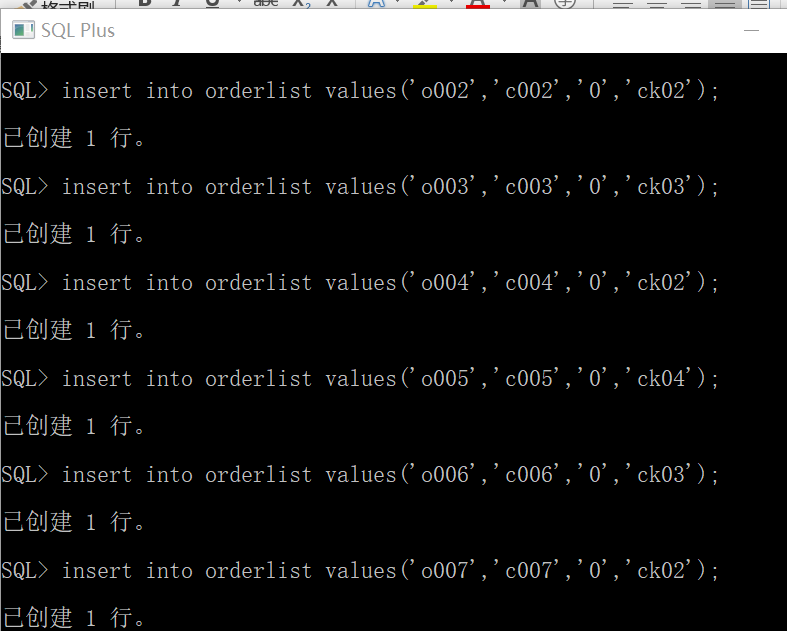 格式刷
SQL Plus
SQL> insert into orderlist values('o002','c002','0','ck02');
已创建 1 行。
SQL> insert into orderlist values('o003','c003','0','ck03');
已创建 1 行。
SQL> insert into orderlist values('o004','c004','0','ck02');
已创建 1 行。
SQL> insert into orderlist values('o005','c005','0','ck04');
已创建 1 行。
SQL> insert into orderlist values('o006','c006','0','ck03');
已创建 1 行。
SQL> insert into orderlist values('o007','c007','0','ck02');
已创建 1 行。